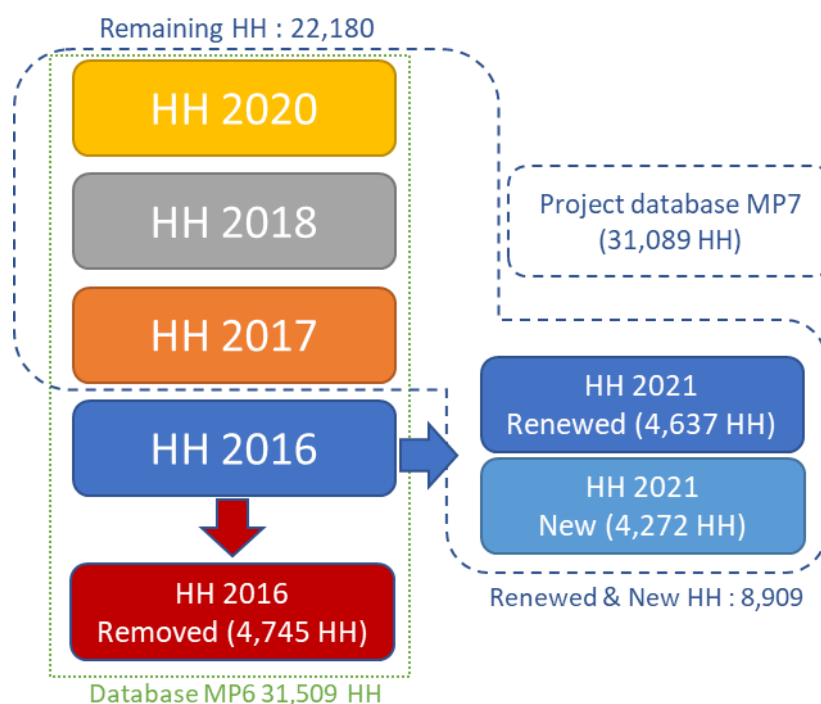 Remaining HH : 22,180
HH 2020
HH 2018
HH 2017
HH 2016
HH 2016
Removed (4,745 HH)
Database MP6 31,509 HH
Project database MP7
(31,089 HH)
HH 2021
Renewed (4,637 HH)
HH 2021
New (4,272 HH)
Renewed & New HH : 8,909